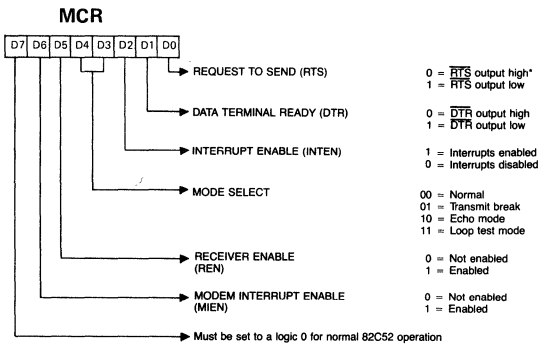 MCR
D7 D6 D5 D4 D3 D2 D1 D0
REQUEST TO SEND (RTS)
0 = R̅T̅S̅ output high*
1 = R̅T̅S̅ output low
DATA TERMINAL READY (DTR)
0 = D̅T̅R̅ output high
1 = D̅T̅R̅ output low
INTERRUPT ENABLE (INTEN)
1 = Interrupts enabled
0 = Interrupts disabled
MODE SELECT
00 = Normal
01 = Transmit break
10 = Echo mode
11 = Loop test mode
RECEIVER ENABLE
(REN)
0 = Not enabled
1 = Enabled
MODEM INTERRUPT ENABLE
(MIEN)
0 = Not enabled
1 = Enabled
Must be set to a logic 0 for normal 82C52 operation